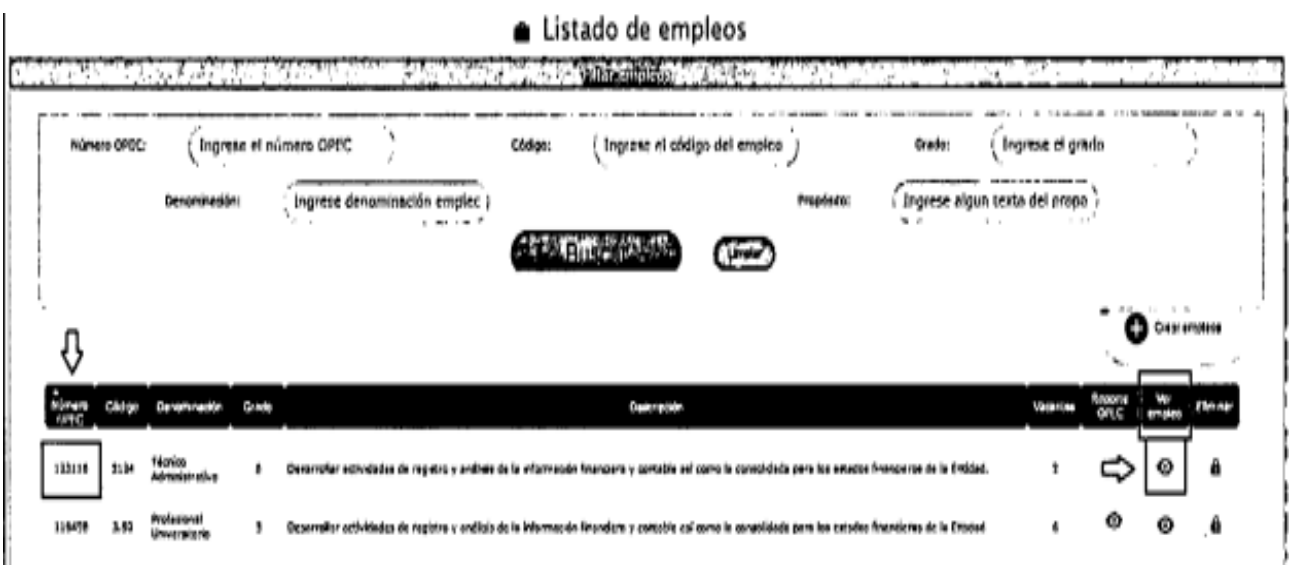 Listado de empleos
Filtrar empleos
Número OPEC: Ingrese el número OPEC Código: Ingrese el código del empleo Grado: Ingrese el grado
Denominación: Ingrese denominación emplec Propósito: Ingrese algun texto del propo
Buscar Limpiar
Crear empleos
Número OPEC Código Denominación Grado Descripción Vacantes Reporte OPEC Ver empleo Eliminar
Técnico Administrativo Desarrollar actividades de registro y análisis de la información financiera y contable así como la consolidada para los estados financieros de la Entidad.
Profesional Universitario Desarrollar actividades de registro y análisis de la información financiera y contable así como la consolidada para los estados financieros de la Entidad